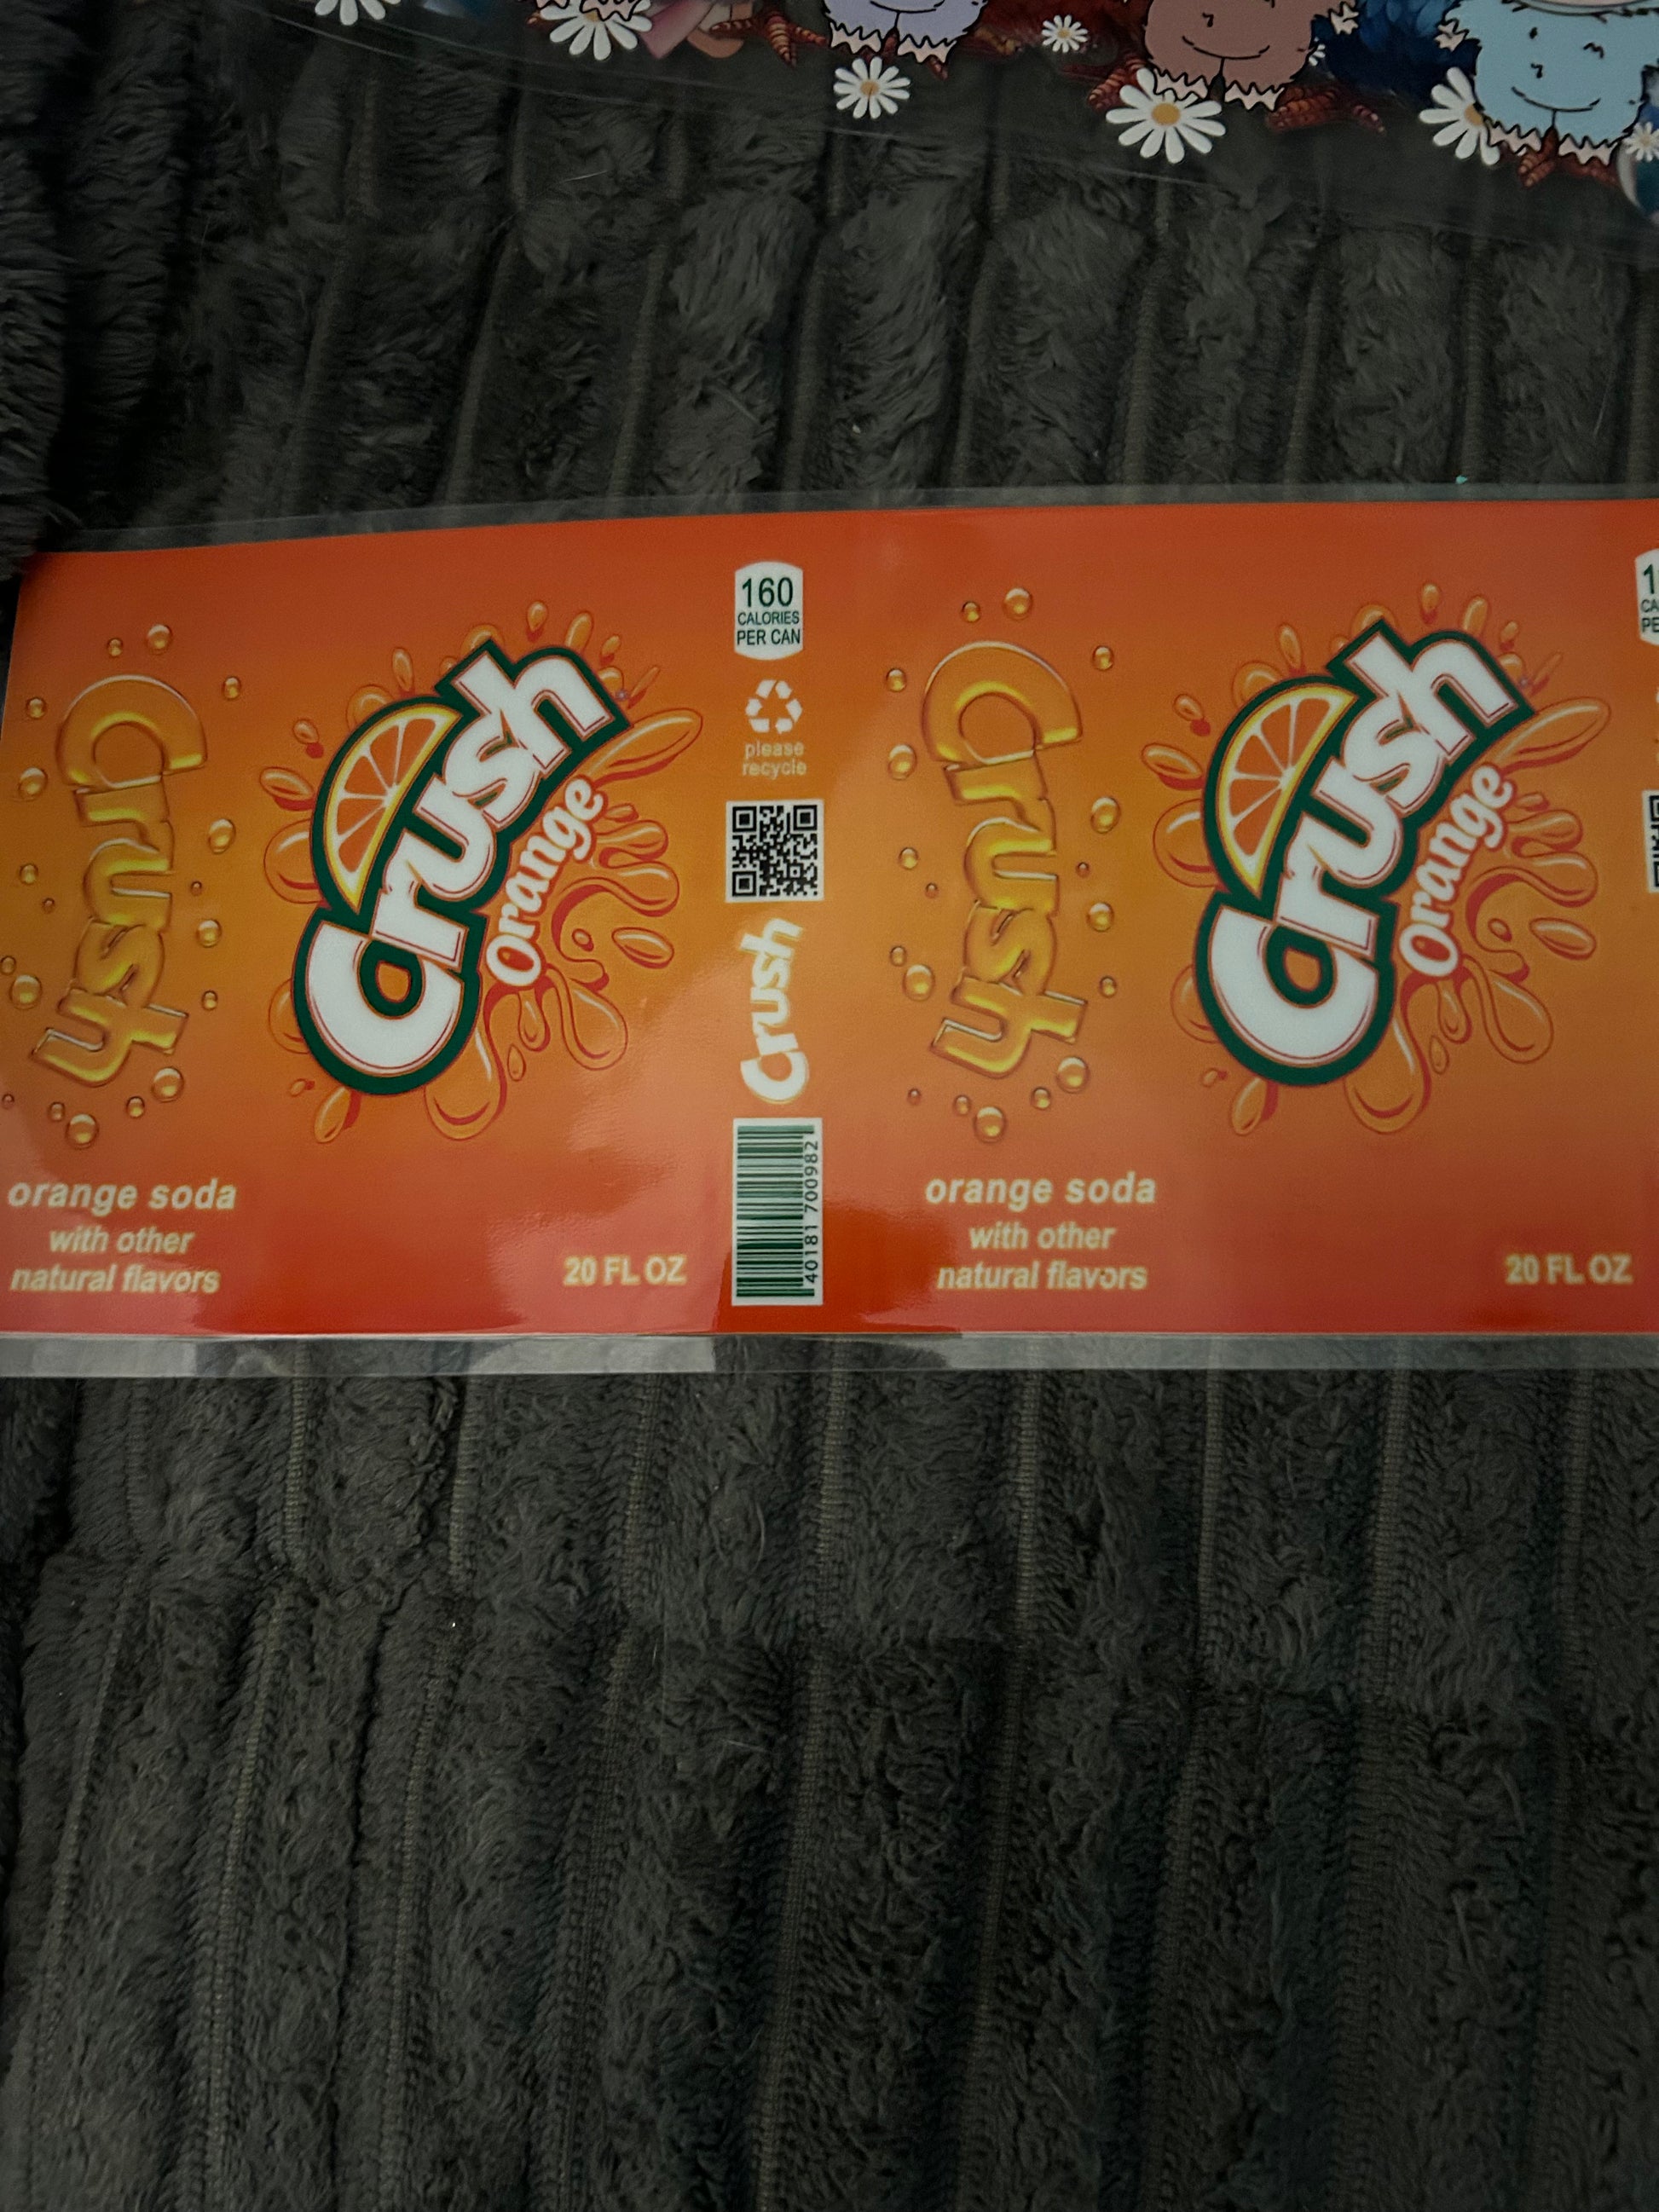 Crush
orange soda
with other
natural flavors
Crush
Orange
20 FL OZ
160
CALORIES
PER CAN
please
recycle
Crush
40181 700982
Crush
orange soda
with other
natural flavors
Crush
Orange
20 FL OZ